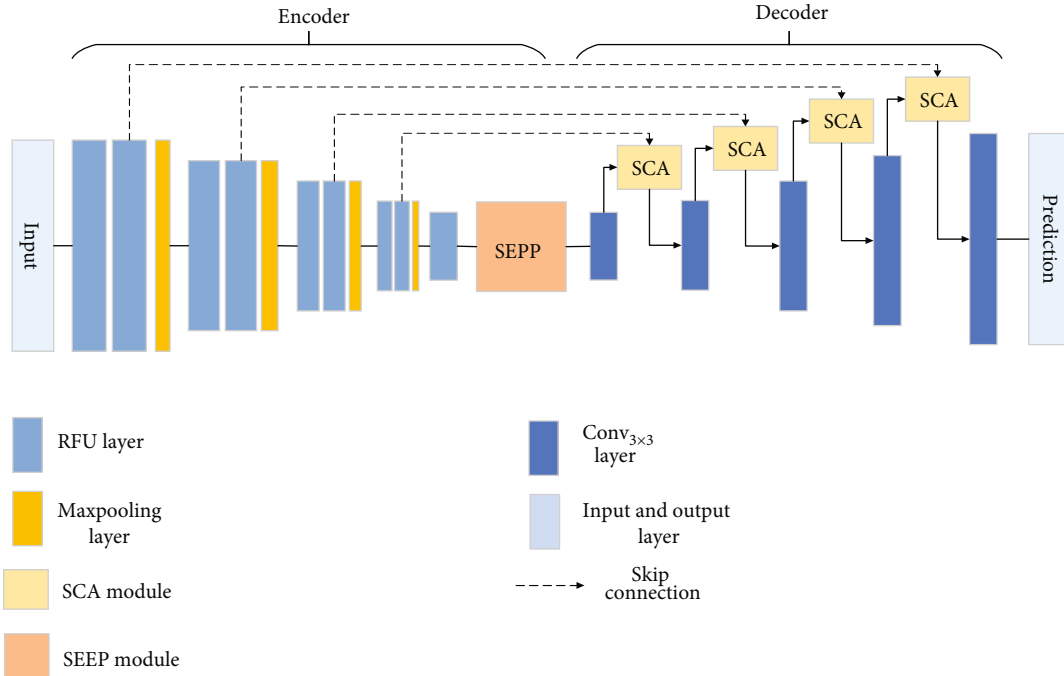 Encoder
Decoder
Input
SEPP
SCA
SCA
SCA
SCA
Prediction
RFU layer
Maxpooling
layer
SCA module
SEEP module
Conv3×3
layer
Input and output
layer
Skip
connection